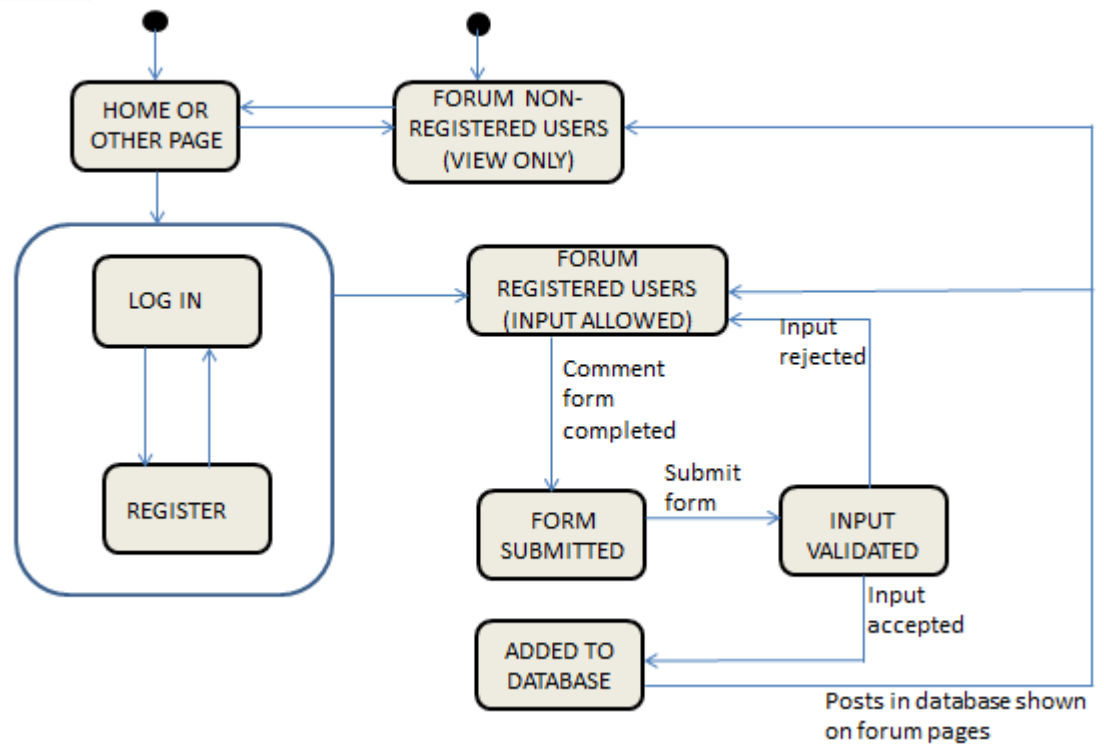 HOME OR
OTHER PAGE
FORUM NON-
REGISTERED USERS
(VIEW ONLY)
LOG IN
REGISTER
FORUM
REGISTERED USERS
(INPUT ALLOWED)
Input
rejected
Comment
form
completed
Submit
form
FORM
SUBMITTED
INPUT
VALIDATED
Input
accepted
ADDED TO
DATABASE
Posts in database shown
on forum pages